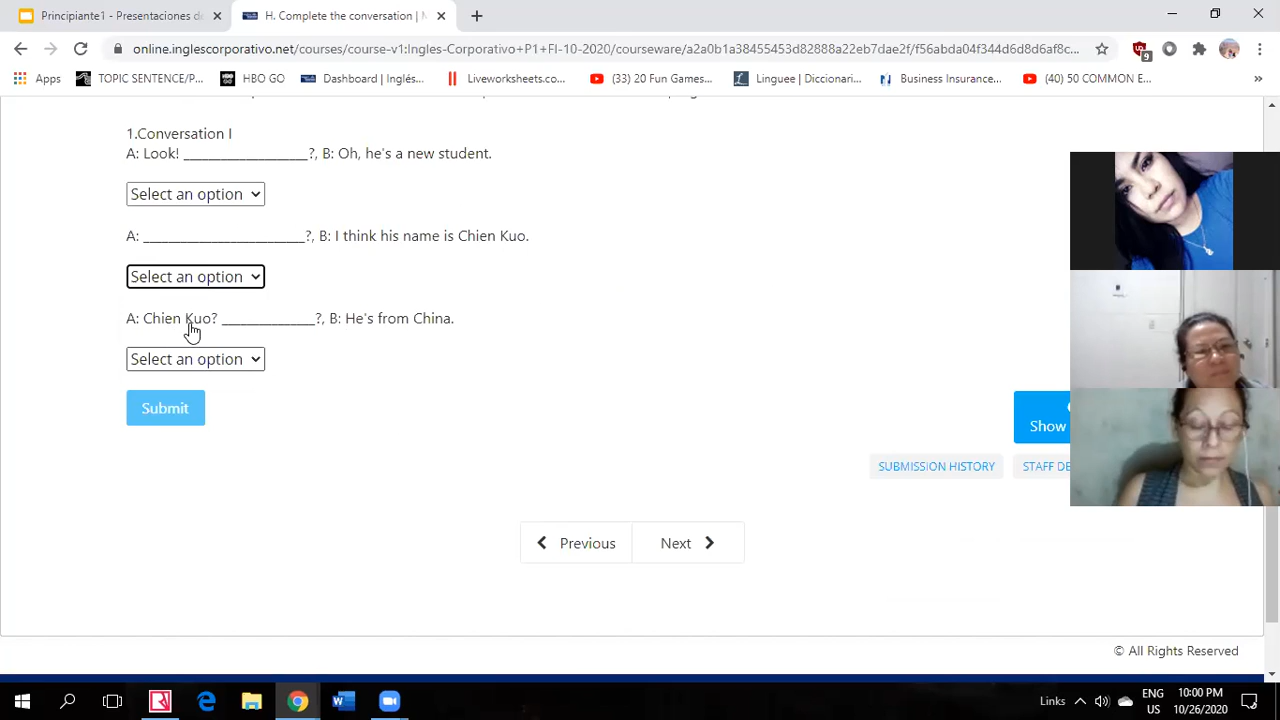 Principiante1 - Presentaciones d
H. Complete the conversation | M
online.inglescorporativo.net/courses/course-v1:Ingles-Corporativo+P1+FI-10-2020/courseware/a2a0b1a38455453d82888a22eb7dae2f/f56abda04f344d6d8d6af8c...
9
Apps
TOPIC SENTENCE/P...
HBO GO
Dashboard | Inglés...
Liveworksheets.co...
(33) 20 Fun Games...
Linguee | Diccionari...
Business Insurance...
(40) 50 COMMON E...
»
1.Conversation I
A: Look! ___________________?, B: Oh, he's a new student.
Select an option
A: _________________________?, B: I think his name is Chien Kuo.
Select an option
A: Chien Kuo? ______________?, B: He's from China.
Select an option
Submit
Show
SUBMISSION HISTORY
STAFF DE
Previous
Next
© All Rights Reserved
Links
ENG
US
10:00 PM
10/26/2020